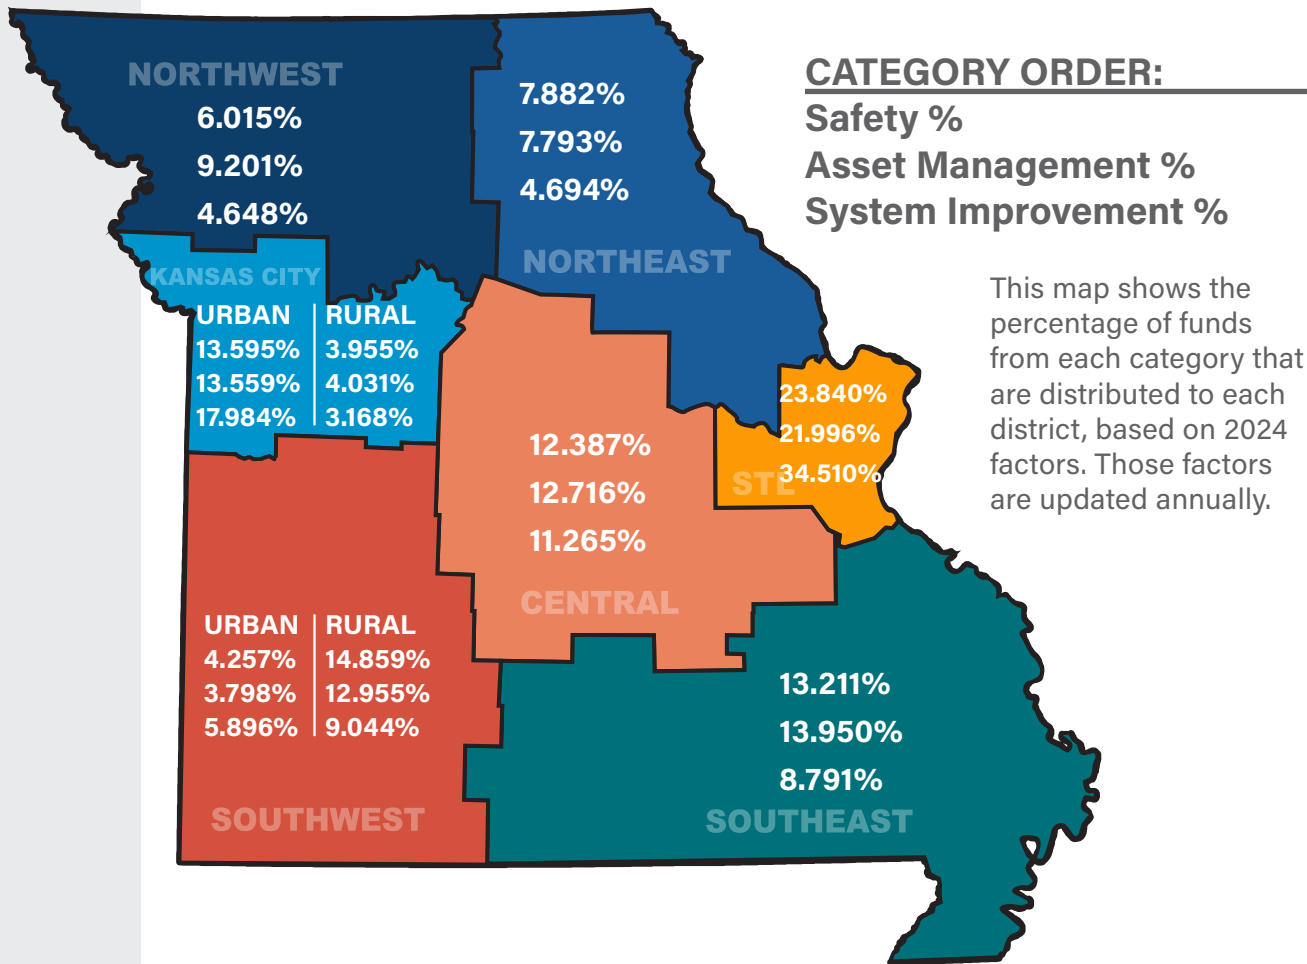 NORTHWEST
6.015%
9.201%
4.648%
7.882%
7.793%
4.694%
NORTHEAST
CATEGORY ORDER:
Safety %
Asset Management %
System Improvement %
This map shows the
percentage of funds
from each category that
are distributed to each
district, based on 2024
factors. Those factors
are updated annually.
KANSAS CITY
URBAN | RURAL
13.595% | 3.955%
13.559% | 4.031%
17.984% | 3.168%
23.840%
21.996%
34.510%
STL
12.387%
12.716%
11.265%
CENTRAL
URBAN | RURAL
4.257% | 14.859%
3.798% | 12.955%
5.896% | 9.044%
SOUTHWEST
13.211%
13.950%
8.791%
SOUTHEAST